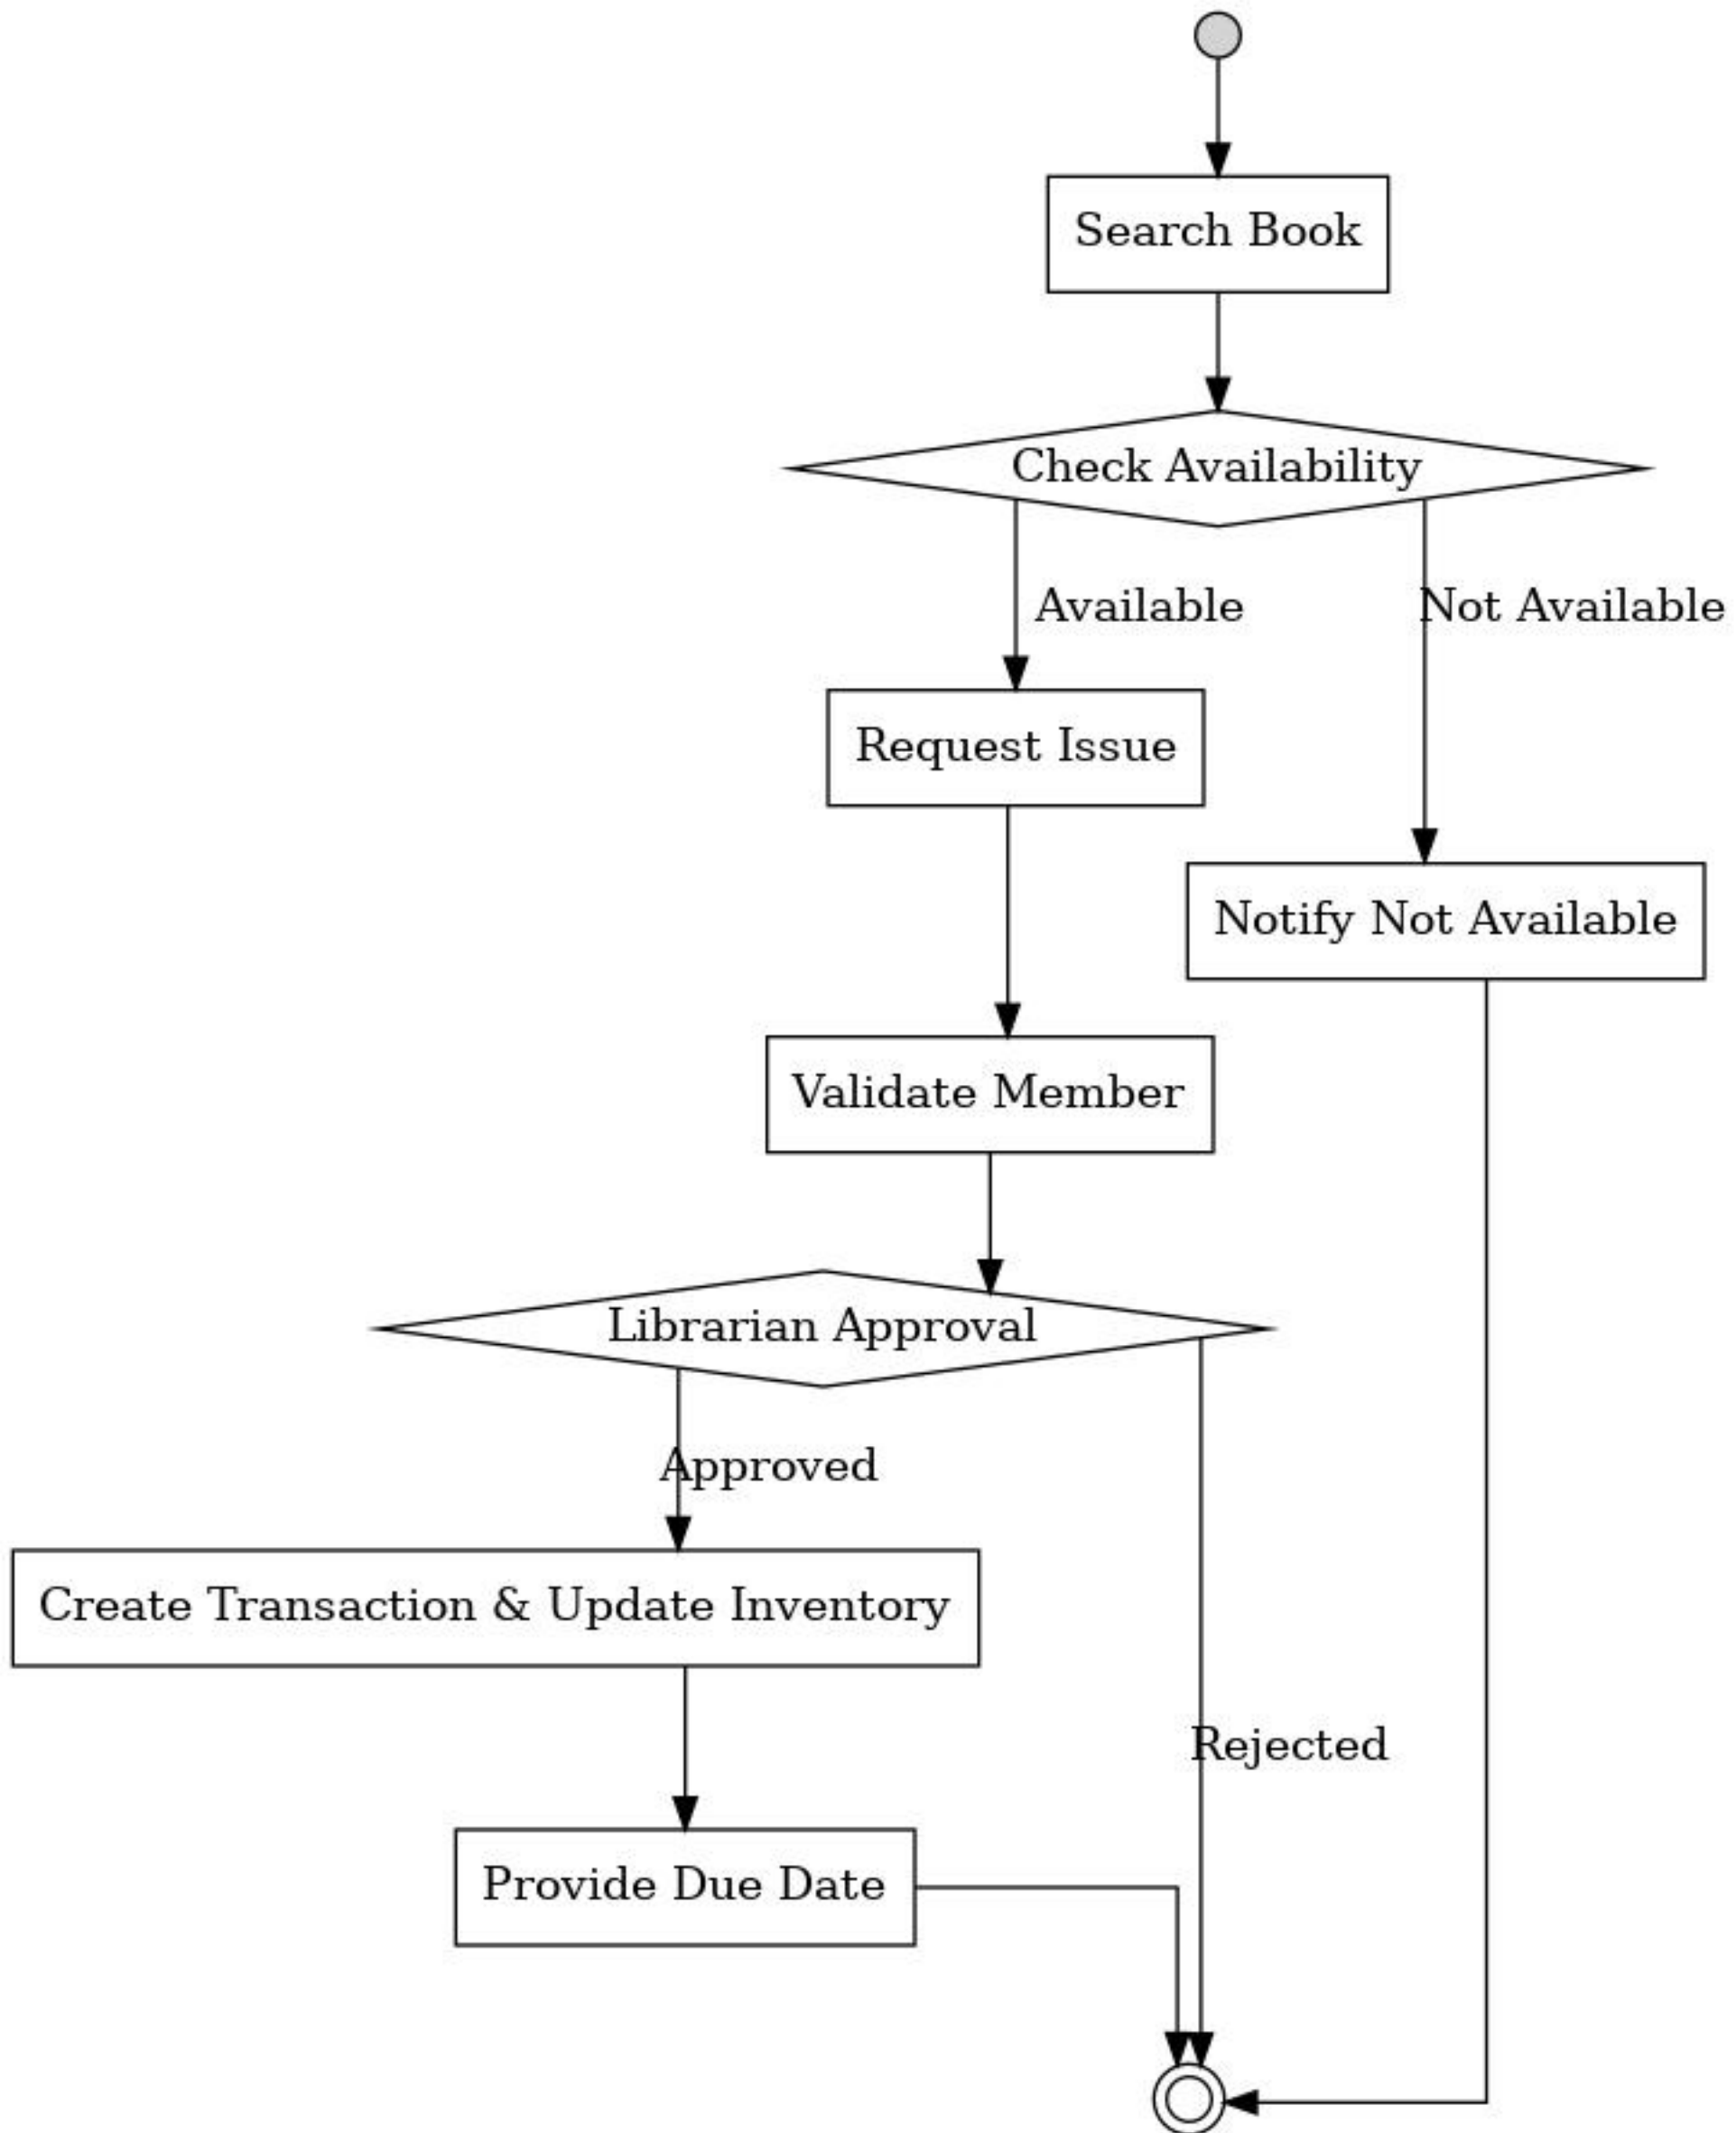 Search Book
Check Availability
Available
Not Available
Request Issue
Notify Not Available
Validate Member
Librarian Approval
Approved
Create Transaction & Update Inventory
Rejected
Provide Due Date